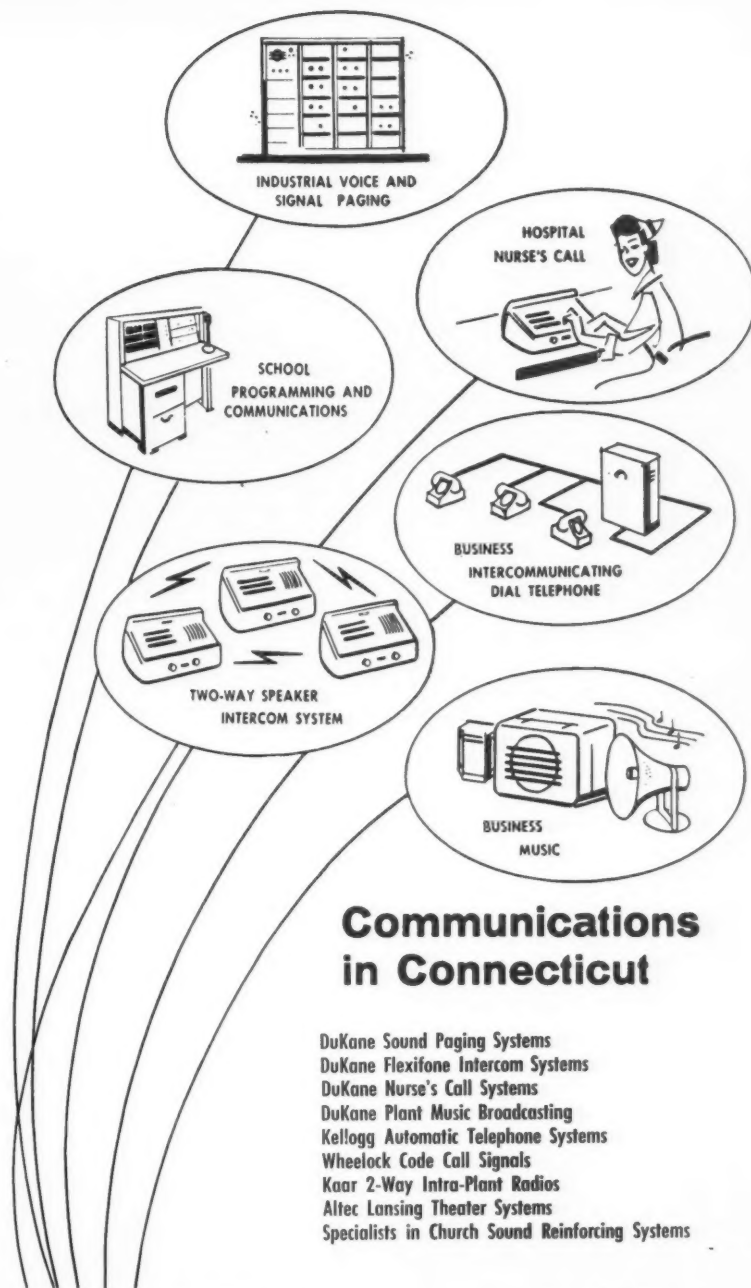 INDUSTRIAL VOICE AND
SIGNAL PAGING
HOSPITAL
NURSE'S CALL
SCHOOL
PROGRAMMING AND
COMMUNICATIONS
BUSINESS
INTERCOMMUNICATING
DIAL TELEPHONE
TWO-WAY SPEAKER
INTERCOM SYSTEM
BUSINESS
MUSIC
Communications
in Connecticut
DuKane Sound Paging Systems
DuKane Flexifone Intercom Systems
DuKane Nurse's Call Systems
DuKane Plant Music Broadcasting
Kellogg Automatic Telephone Systems
Wheelock Code Call Signals
Kaar 2-Way Intra-Plant Radios
Altec Lansing Theater Systems
Specialists in Church Sound Reinforcing Systems